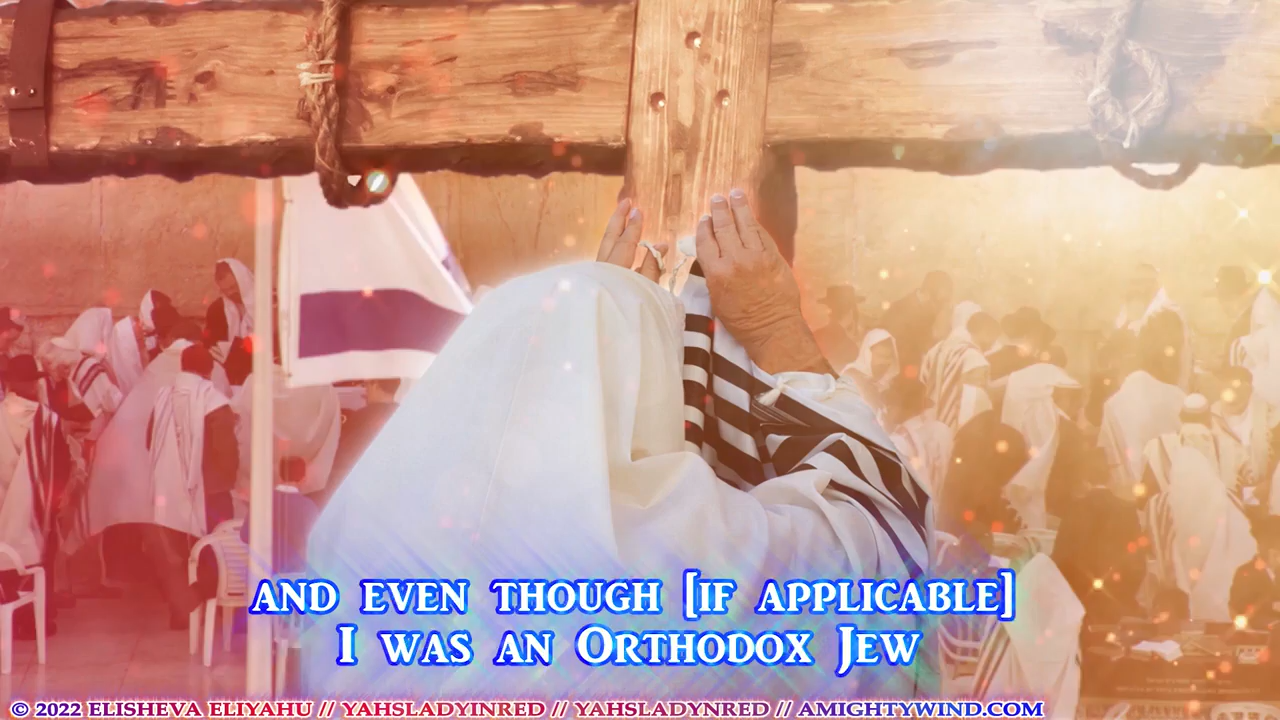 AND EVEN THOUGH [IF APPLICABLE]
I WAS AN ORTHODOX JEW
© 2022 ELISHEVA ELIYAHU // YAHSLADYINRED // YAHSLADYNRED // AMIGHTYWIND.COM